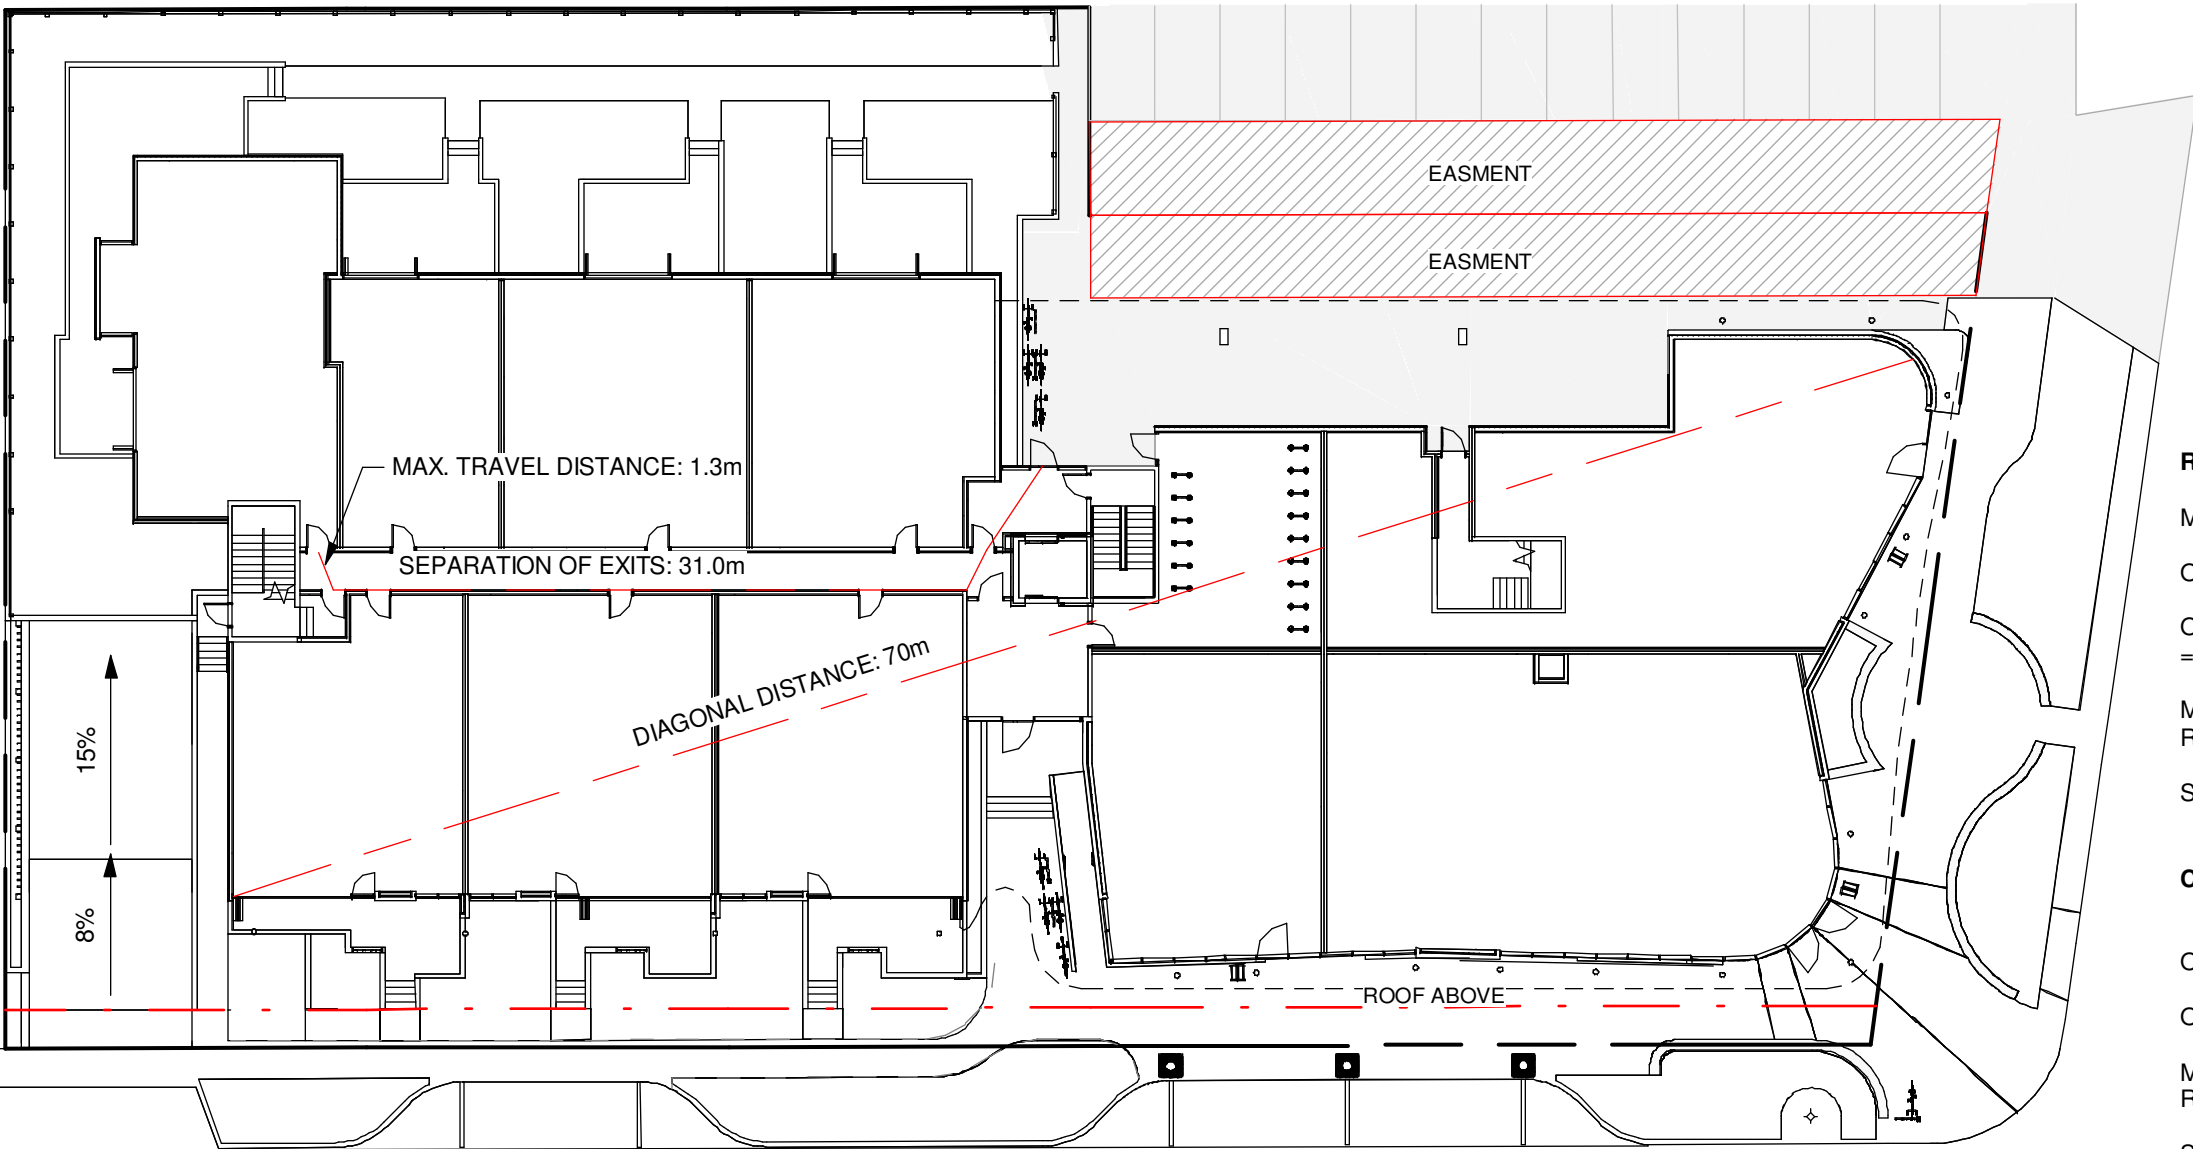 EASMENT
EASMENT
MAX. TRAVEL DISTANCE: 1.3m
SEPARATION OF EXITS: 31.0m
DIAGONAL DISTANCE: 70m
15%
8%
ROOF ABOVE
R
M
=
M
R
S
M
R